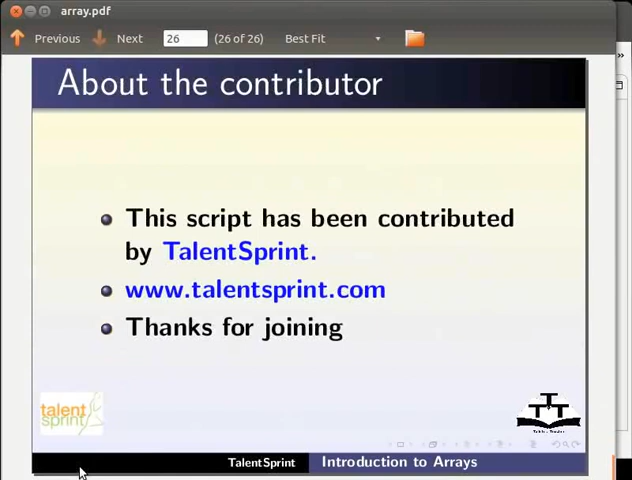 array.pdf
Previous Next 26 (26 of 26) Best Fit
About the contributor
This script has been contributed
by TalentSprint.
www.talentsprint.com
Thanks for joining
talent
sprint
TalentSprint Introduction to Arrays